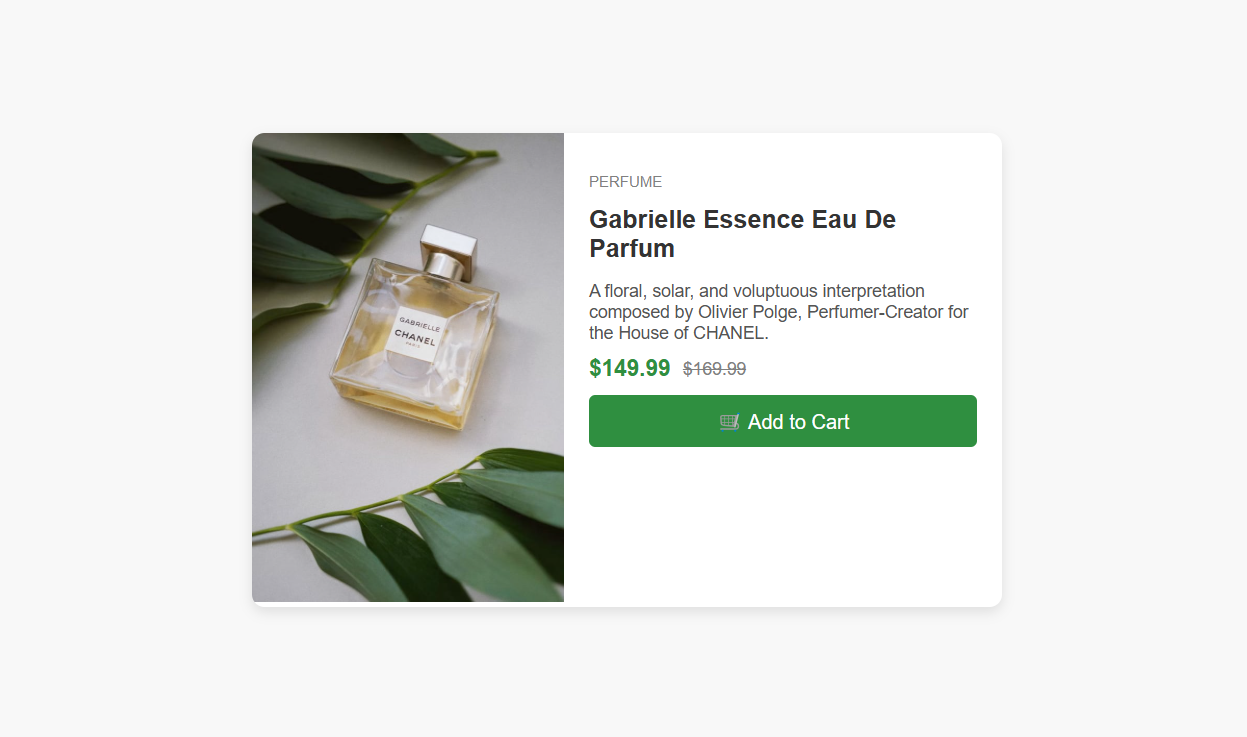 PERFUME
Gabrielle Essence Eau De
Parfum
A floral, solar, and voluptuous interpretation
composed by Olivier Polge, Perfumer-Creator for
the House of CHANEL.
$149.99 $169.99
Add to Cart
GABRIELLE
CHANEL
PARIS